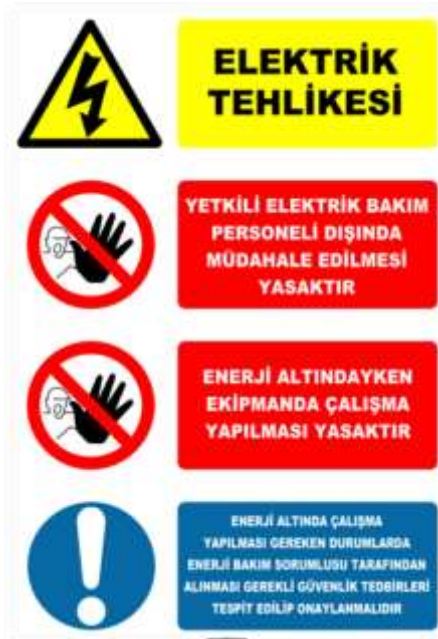 ELEKTRİK
TEHLİKESİ
YETKİLİ ELEKTRİK BAKIM
PERSONELİ DIŞINDA
MÜDAHALE EDİLMESİ
YASAKTIR
ENERJİ ALTINDAYKEN
EKİPMANDA ÇALIŞMA
YAPILMASI YASAKTIR
ENERJİ ALTINDA ÇALIŞMA
YAPILMASI GEREKEN DURUMLARDA
ENERJİ BAKIM SORUMLUSU TARAFINDAN
ALINMASI GEREKLİ GÜVENLİK TEDBİRLERİ
TESPİT EDİLİP ONAYLANMALIDIR